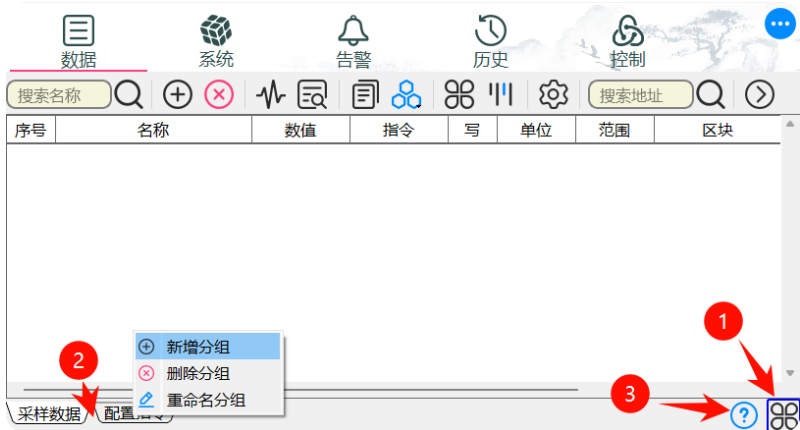 数据 系统 告警 历史 控制
搜索名称 搜索地址
序号 名称 数值 指令 写 单位 范围 区块
1
新增分组
2 删除分组
3 重命名分组
采样数据 配置指令 ?